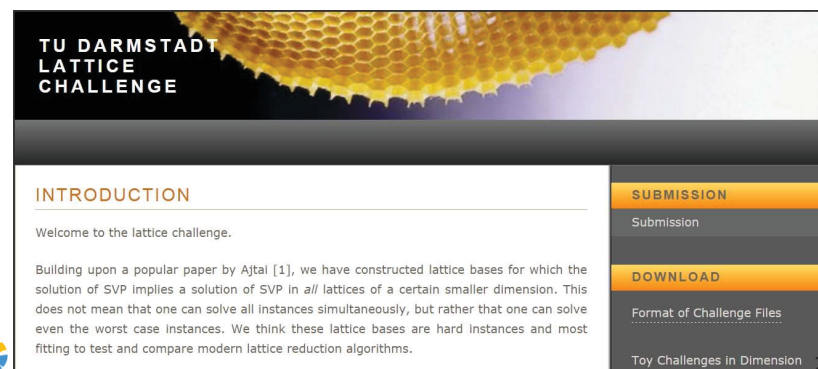 TU DARMSTADT
LATTICE
CHALLENGE
INTRODUCTION
Welcome to the lattice challenge.
Building upon a popular paper by Ajtai [1], we have constructed lattice bases for which the
solution of SVP implies a solution of SVP in all lattices of a certain smaller dimension. This
does not mean that one can solve all instances simultaneously, but rather that one can solve
even the worst case instances. We think these lattice bases are hard instances and most
fitting to test and compare modern lattice reduction algorithms.
SUBMISSION
Submission
DOWNLOAD
Format of Challenge Files
Toy Challenges in Dimension